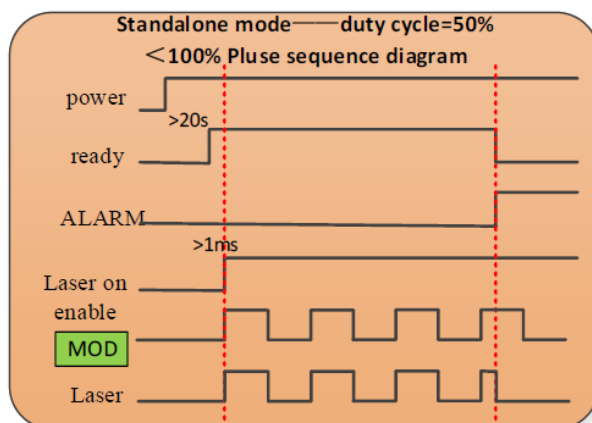 Standalone mode——duty cycle=50%
＜100% Pluse sequence diagram
power
>20s
ready
ALARM
>1ms
Laser on
enable
MOD
Laser